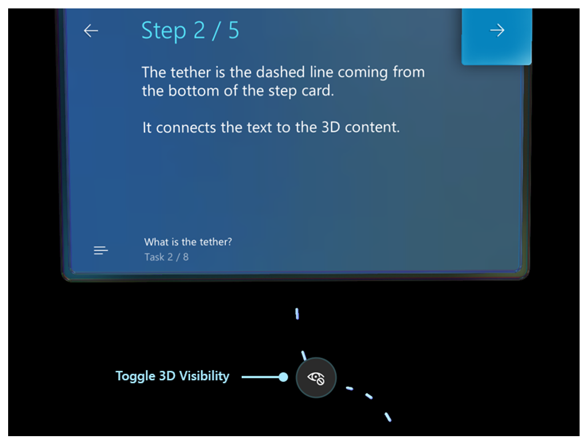 Step 2 / 5
The tether is the dashed line coming from
the bottom of the step card.
It connects the text to the 3D content.
What is the tether?
Task 2 / 8
Toggle 3D Visibility